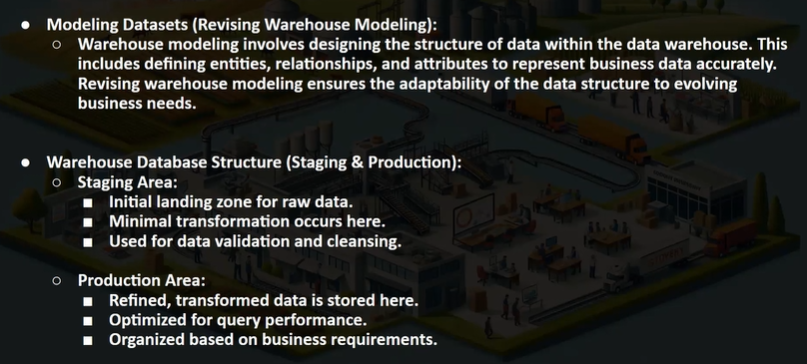 ● Modeling Datasets (Revising Warehouse Modeling):
○ Warehouse modeling involves designing the structure of data within the data warehouse. This
includes defining entities, relationships, and attributes to represent business data accurately.
Revising warehouse modeling ensures the adaptability of the data structure to evolving
business needs.
● Warehouse Database Structure (Staging & Production):
○ Staging Area:
■ Initial landing zone for raw data.
■ Minimal transformation occurs here.
■ Used for data validation and cleansing.
○ Production Area:
■ Refined, transformed data is stored here.
■ Optimized for query performance.
■ Organized based on business requirements.